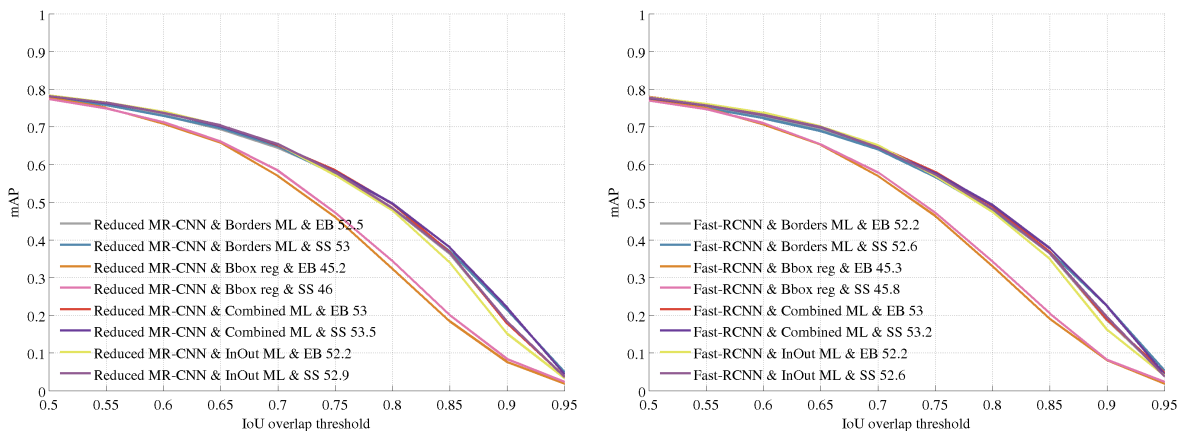 1
0.9
0.8
0.7
0.6
0.5
0.4
0.3
0.2
0.1
0
mAP
Reduced MR-CNN & Borders ML & EB 52.5
Reduced MR-CNN & Borders ML & SS 53
Reduced MR-CNN & Bbox reg & EB 45.2
Reduced MR-CNN & Bbox reg & SS 46
Reduced MR-CNN & Combined ML & EB 53
Reduced MR-CNN & Combined ML & SS 53.5
Reduced MR-CNN & InOut ML & EB 52.2
Reduced MR-CNN & InOut ML & SS 52.9
0.5 0.55 0.6 0.65 0.7 0.75 0.8 0.85 0.9 0.95
IoU overlap threshold
1
0.9
0.8
0.7
0.6
0.5
0.4
0.3
0.2
0.1
0
mAP
Fast-RCNN & Borders ML & EB 52.2
Fast-RCNN & Borders ML & SS 52.6
Fast-RCNN & Bbox reg & EB 45.3
Fast-RCNN & Bbox reg & SS 45.8
Fast-RCNN & Combined ML & EB 53
Fast-RCNN & Combined ML & SS 53.2
Fast-RCNN & InOut ML & EB 52.2
Fast-RCNN & InOut ML & SS 52.6
0.5 0.55 0.6 0.65 0.7 0.75 0.8 0.85 0.9 0.95
IoU overlap threshold